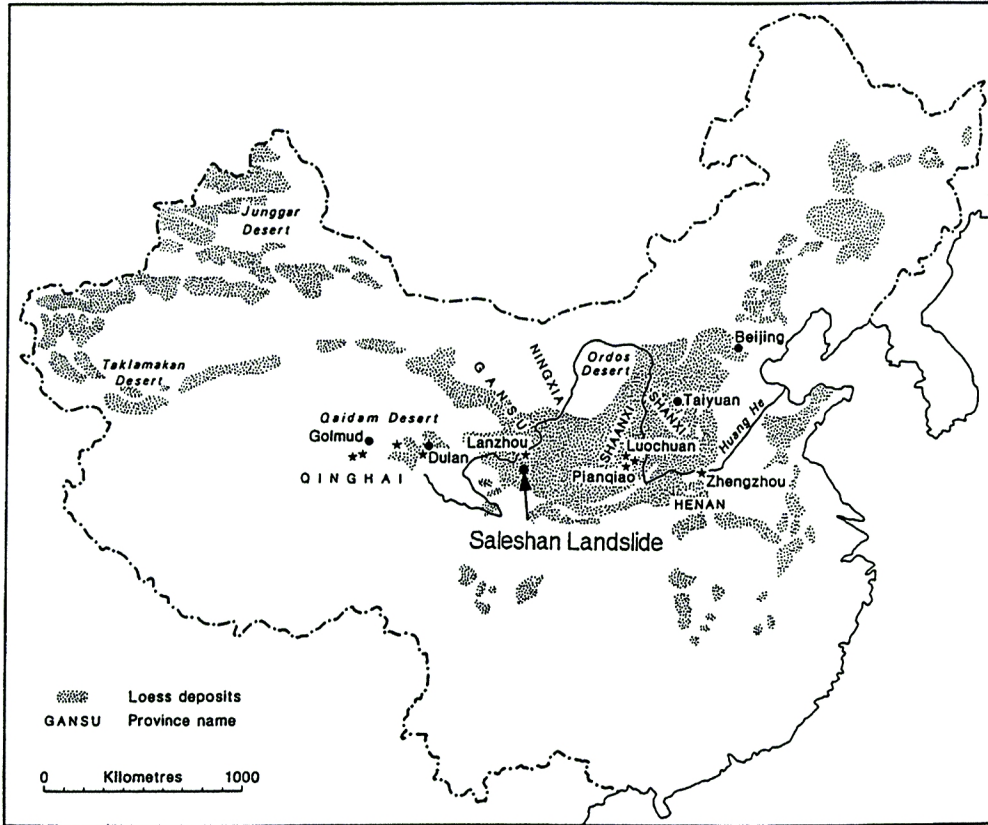 Junggar
Desert
Taklamakan
Desert
Qaidam Desert
Golmud
Dulan
QINGHAI
GANSU
NINGXIA
Ordos
Desert
Beijing
Taiyuan
SHAANXI
SHANXI
Huang He
Lanzhou
Luochuan
Pianqiao
Zhengzhou
HENAN
Saleshan Landslide
Loess deposits
GANSU Province name
0 Kilometres 1000